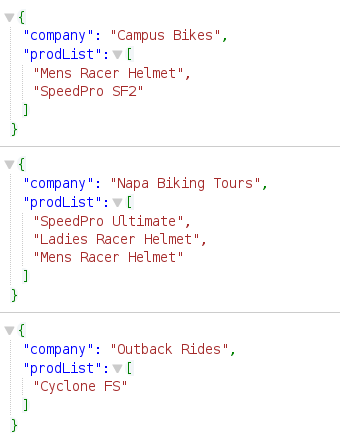 {
"company": "Campus Bikes",
"prodList": [
"Mens Racer Helmet",
"SpeedPro SF2"
]
}
{
"company": "Napa Biking Tours",
"prodList": [
"SpeedPro Ultimate",
"Ladies Racer Helmet",
"Mens Racer Helmet"
]
}
{
"company": "Outback Rides",
"prodList": [
"Cyclone FS"
]
}